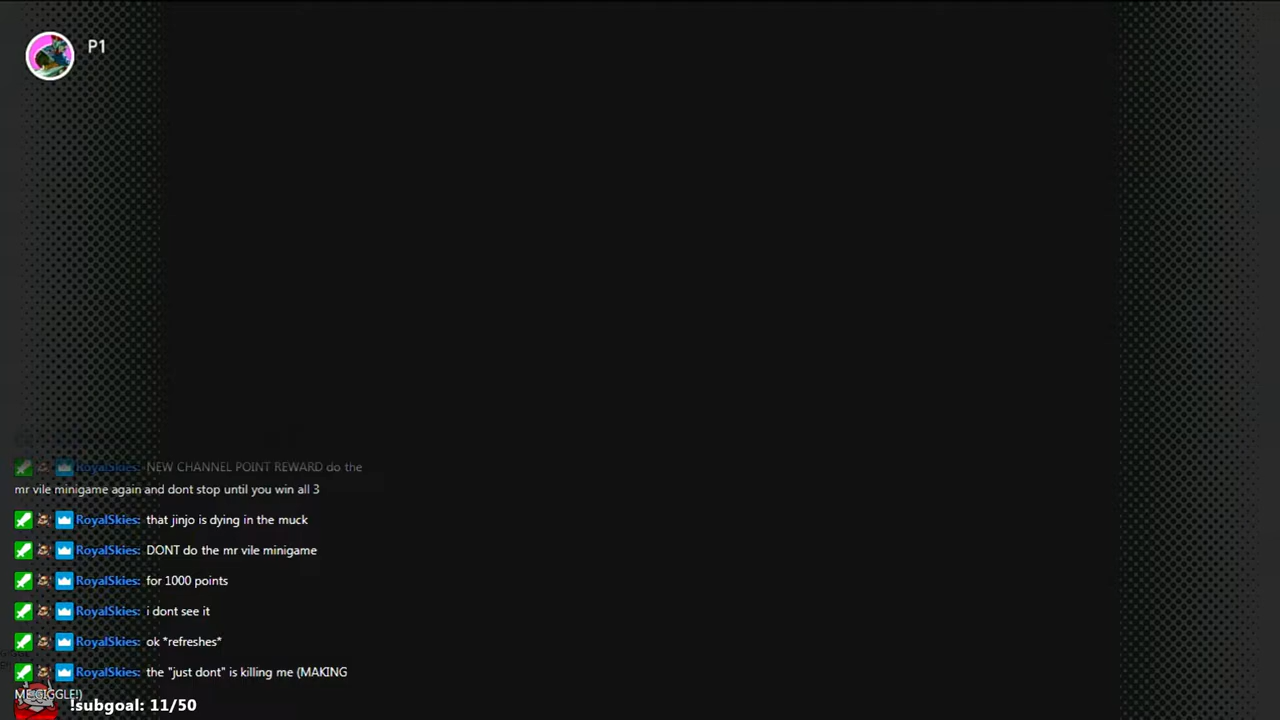 P1
RoyalSkies: NEW CHANNEL POINT REWARD do the
mr vile minigame again and dont stop until you win all 3
RoyalSkies: that jinjo is dying in the muck
RoyalSkies: DONT do the mr vile minigame
RoyalSkies: for 1000 points
RoyalSkies: i dont see it
RoyalSkies: ok *refreshes*
RoyalSkies: the "just dont" is killing me (MAKING
ME GIGGLE!)
!subgoal: 11/50